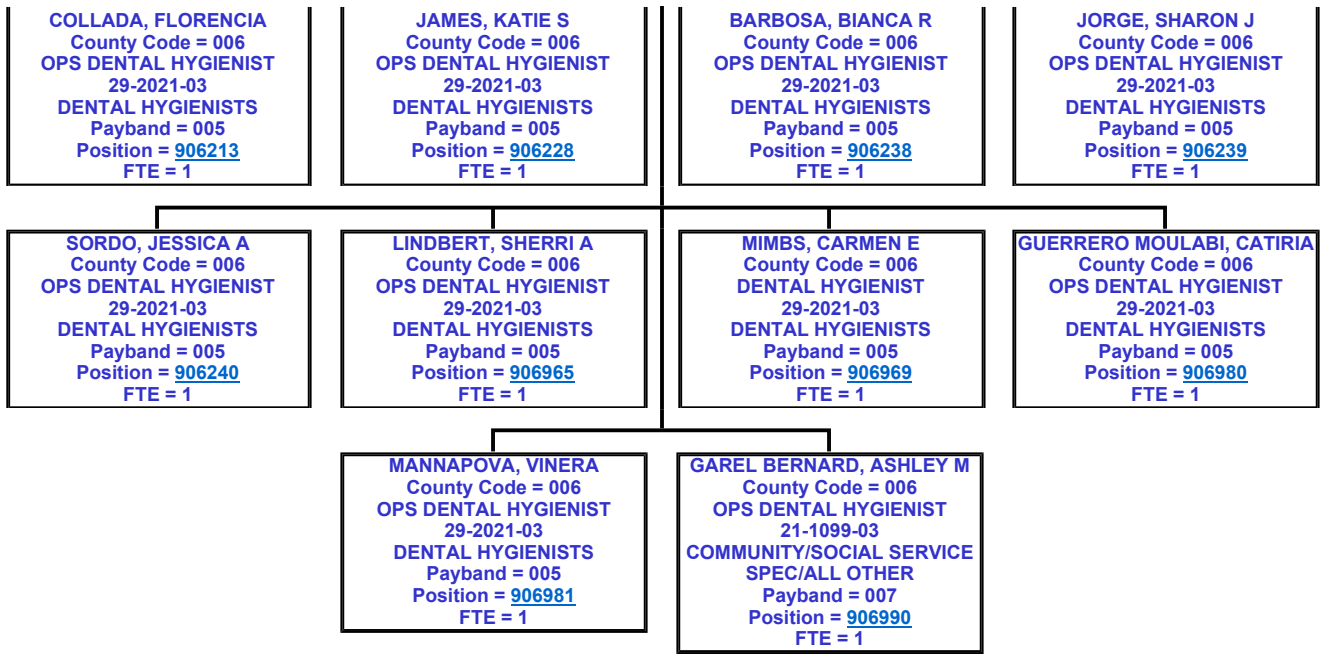 COLLADA, FLORENCIA
County Code = 006
OPS DENTAL HYGIENIST
29-2021-03
DENTAL HYGIENISTS
Payband = 005
Position = 906213
FTE = 1
JAMES, KATIE S
County Code = 006
OPS DENTAL HYGIENIST
29-2021-03
DENTAL HYGIENISTS
Payband = 005
Position = 906228
FTE = 1
BARBOSA, BIANCA R
County Code = 006
OPS DENTAL HYGIENIST
29-2021-03
DENTAL HYGIENISTS
Payband = 005
Position = 906238
FTE = 1
JORGE, SHARON J
County Code = 006
OPS DENTAL HYGIENIST
29-2021-03
DENTAL HYGIENISTS
Payband = 005
Position = 906239
FTE = 1
SORDO, JESSICA A
County Code = 006
OPS DENTAL HYGIENIST
29-2021-03
DENTAL HYGIENISTS
Payband = 005
Position = 906240
FTE = 1
LINDBERT, SHERRI A
County Code = 006
OPS DENTAL HYGIENIST
29-2021-03
DENTAL HYGIENISTS
Payband = 005
Position = 906965
FTE = 1
MIMBS, CARMEN E
County Code = 006
DENTAL HYGIENIST
29-2021-03
DENTAL HYGIENISTS
Payband = 005
Position = 906969
FTE = 1
GUERRERO MOULABI, CATIRIA
County Code = 006
OPS DENTAL HYGIENIST
29-2021-03
DENTAL HYGIENISTS
Payband = 005
Position = 906980
FTE = 1
MANNAPOVA, VINERA
County Code = 006
OPS DENTAL HYGIENIST
29-2021-03
DENTAL HYGIENISTS
Payband = 005
Position = 906981
FTE = 1
GAREL BERNARD, ASHLEY M
County Code = 006
OPS DENTAL HYGIENIST
21-1099-03
COMMUNITY/SOCIAL SERVICE
SPEC/ALL OTHER
Payband = 007
Position = 906990
FTE = 1